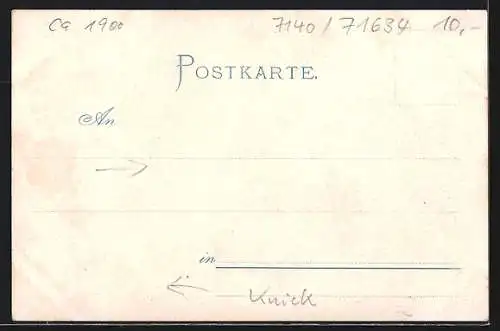 ca 1900 7140/71634 10,-
POSTKARTE.
An
in
Knick